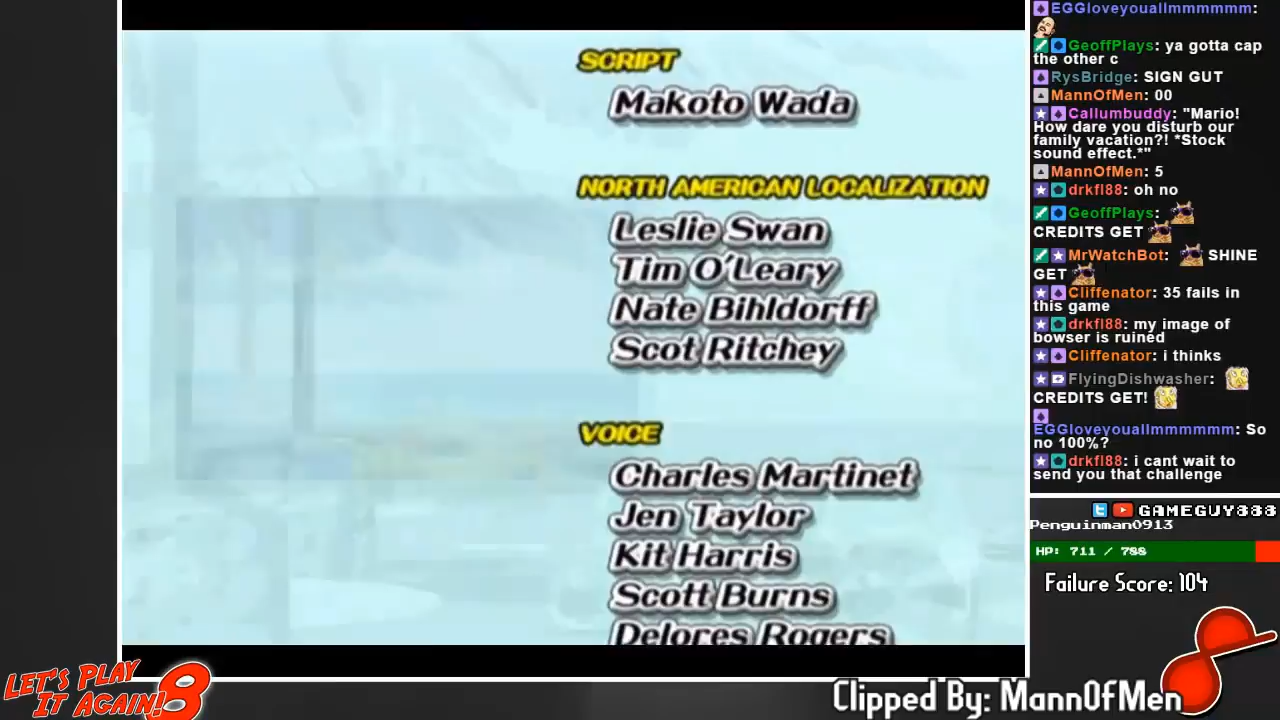 SCRIPT
Makoto Wada
NORTH AMERICAN LOCALIZATION
Leslie Swan
Tim O'Leary
Nate Bihldorff
Scot Ritchey
VOICE
Charles Martinet
Jen Taylor
Kit Harris
Scott Burns
Delores Rogers
EGGloveyouallmmmmmm:
GeoffPlays: ya gotta cap
the other c
RysBridge: SIGN GUT
MannOfMen: 00
Callumbuddy: "Mario!
How dare you disturb our
family vacation?! *Stock
sound effect.*"
MannOfMen: 5
drkfl88: oh no
GeoffPlays:
CREDITS GET
MrWatchBot: SHINE
GET
Cliffenator: 35 fails in
this game
drkfl88: my image of
bowser is ruined
Cliffenator: i thinks
FlyingDishwasher:
CREDITS GET!
EGGloveyouallmmmmmm: So
no 100%?
drkfl88: i cant wait to
send you that challenge
GAMEGUY888
Penguinman0913
HP: 711 / 788
Failure Score: 104
LET'S PLAY
IT AGAIN! 8
Clipped By: MannOfMen